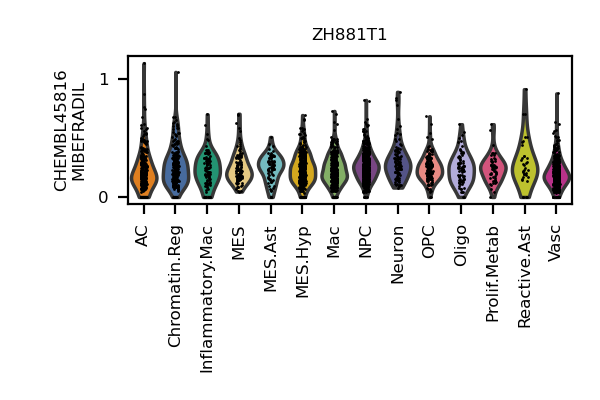 ZH881T1
CHEMBL45816
MIBEFRADIL
1
0
AC
Chromatin.Reg
Inflammatory.Mac
MES
MES.Ast
MES.Hyp
Mac
NPC
Neuron
OPC
Oligo
Prolif.Metab
Reactive.Ast
Vasc